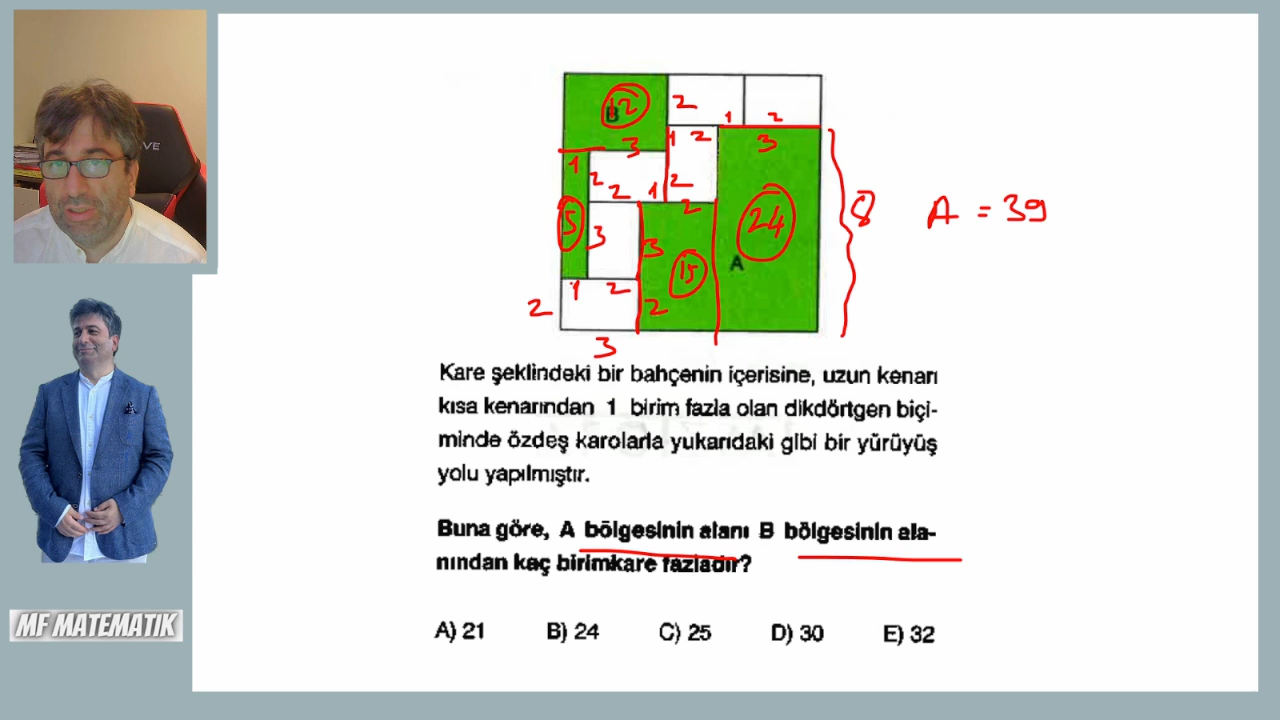 VE
B
12
2
1
2
1
2
3
3
1
2
2
1
2
2
5
3
3
24
8
A = 39
15
A
1
2
2
2
3
Kare şeklindeki bir bahçenin içerisine, uzun kenarı
kısa kenarından 1 birim fazla olan dikdörtgen biçi-
minde özdeş karolarla yukarıdaki gibi bir yürüyüş
yolu yapılmıştır.
Buna göre, A bölgesinin alanı B bölgesinin ala-
nından kaç birimkare fazladır?
A) 21 B) 24 C) 25 D) 30 E) 32
MF MATEMATIK